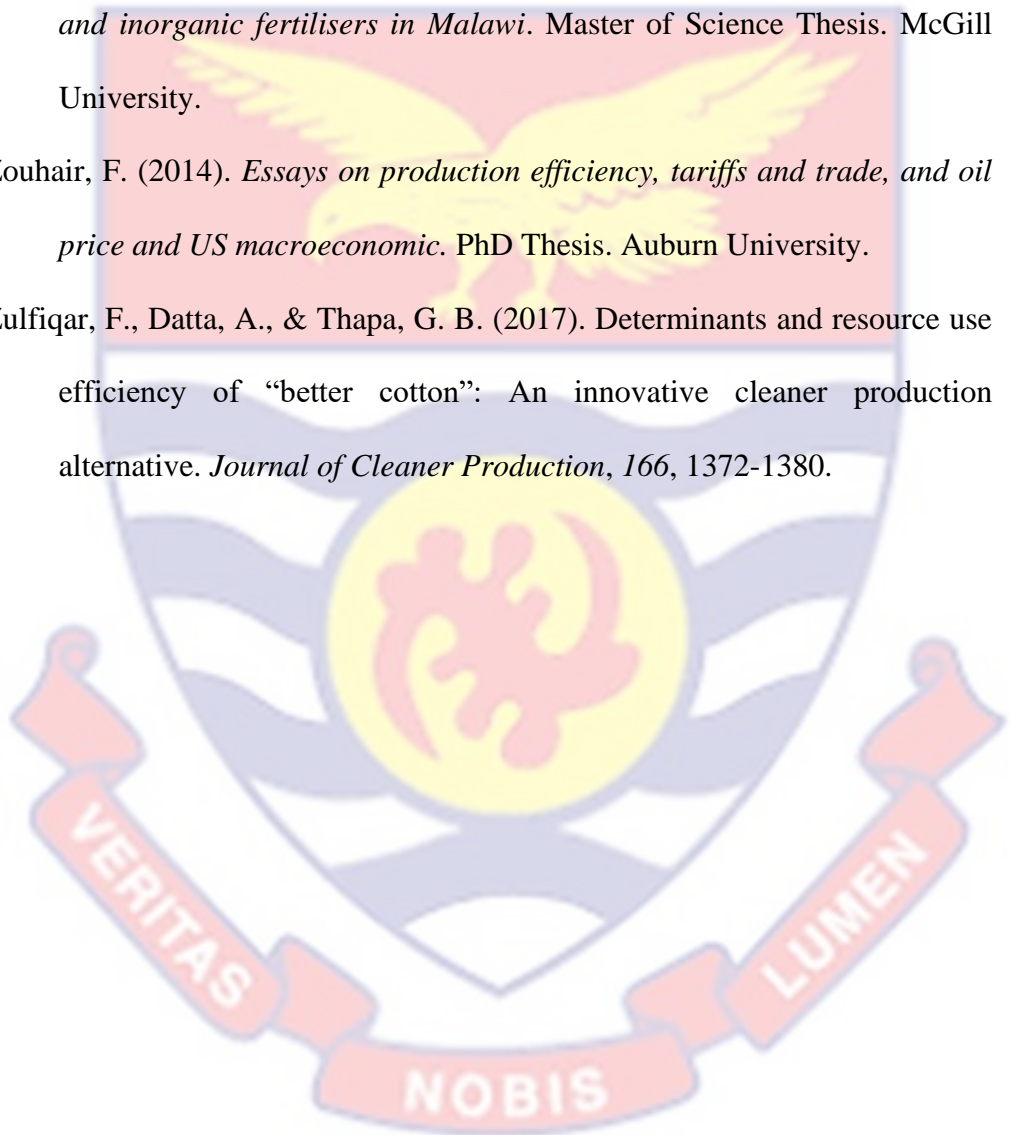 and inorganic fertilisers in Malawi. Master of Science Thesis. McGill
University.
ouhair, F. (2014). Essays on production efficiency, tariffs and trade, and oil
price and US macroeconomic. PhD Thesis. Auburn University.
ulfiqar, F., Datta, A., & Thapa, G. B. (2017). Determinants and resource use
efficiency of “better cotton”: An innovative cleaner production
alternative. Journal of Cleaner Production, 166, 1372-1380.
VERITAS
NOBIS
LUMEN